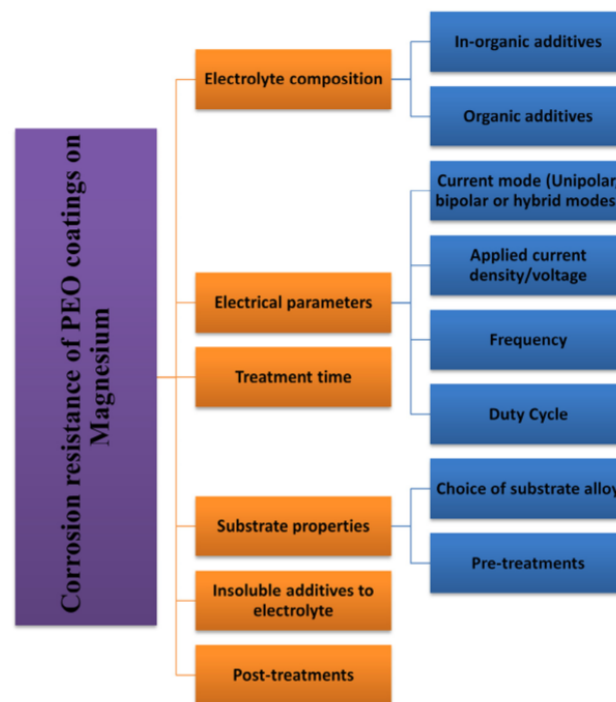 Corrosion resistance of PEO coatings on
Magnesium
Electrolyte composition
In-organic additives
Organic additives
Electrical parameters
Current mode (Unipolar,
bipolar or hybrid modes
Applied current
density/voltage
Frequency
Duty Cycle
Treatment time
Substrate properties
Choice of substrate alloy
Pre-treatments
Insoluble additives to
electrolyte
Post-treatments